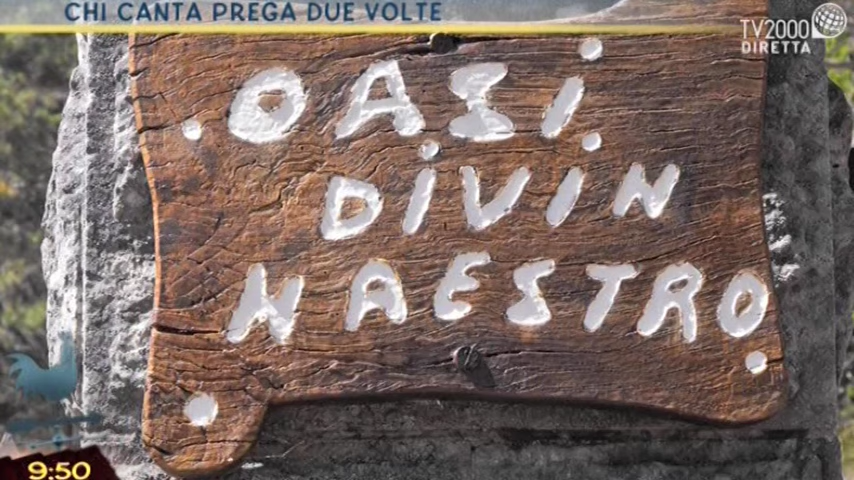 CHI CANTA PREGA DUE VOLTE
TV2000
DIRETTA
OASI
DIVIN
MAESTRO
9:50